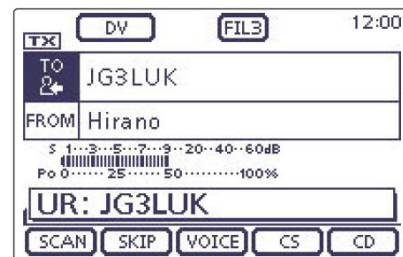 DV FIL3 12:00
TX
TO JG3LUK
FROM Hirano
S 1···3···5···7···9··20··40··60dB
Po 0······25······50··········100%
UR: JG3LUK
SCAN SKIP VOICE CS CD